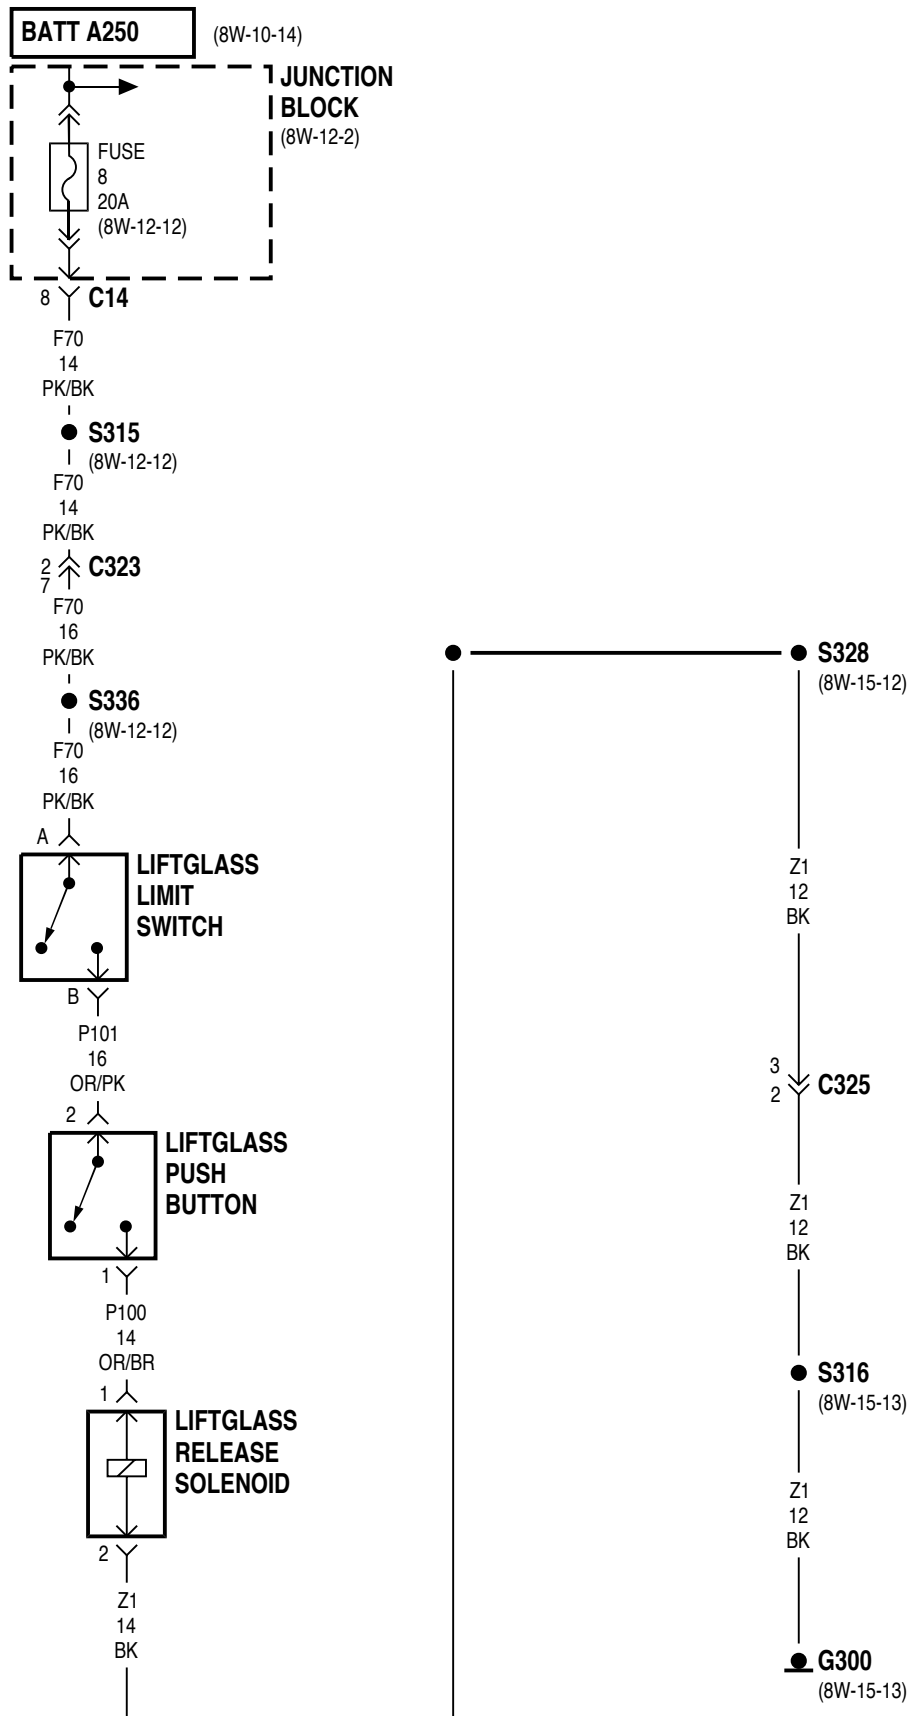 BATT A250
(8W-10-14)
JUNCTION
BLOCK
(8W-12-2)
FUSE
8
20A
(8W-12-12)
8
C14
F70
14
PK/BK
S315
(8W-12-12)
F70
14
PK/BK
2
7
C323
F70
16
PK/BK
S336
(8W-12-12)
F70
16
PK/BK
A
LIFTGLASS
LIMIT
SWITCH
B
P101
16
OR/PK
2
LIFTGLASS
PUSH
BUTTON
1
P100
14
OR/BR
1
LIFTGLASS
RELEASE
SOLENOID
2
Z1
14
BK
S328
(8W-15-12)
Z1
12
BK
3
2
C325
Z1
12
BK
S316
(8W-15-13)
Z1
12
BK
G300
(8W-15-13)